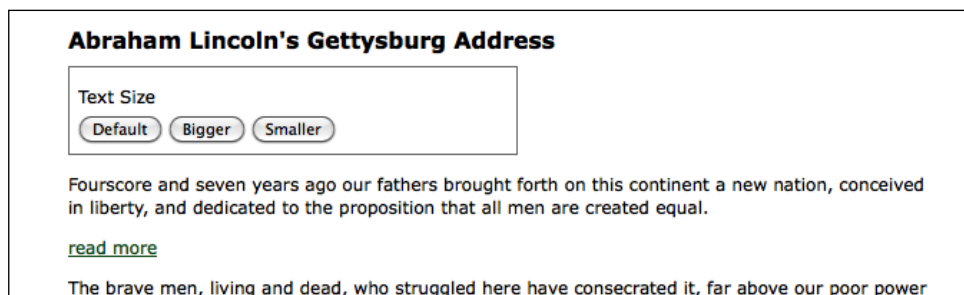 Abraham Lincoln's Gettysburg Address
Text Size
Default Bigger Smaller
Fourscore and seven years ago our fathers brought forth on this continent a new nation, conceived
in liberty, and dedicated to the proposition that all men are created equal.
read more
The brave men, living and dead, who struggled here have consecrated it, far above our poor power